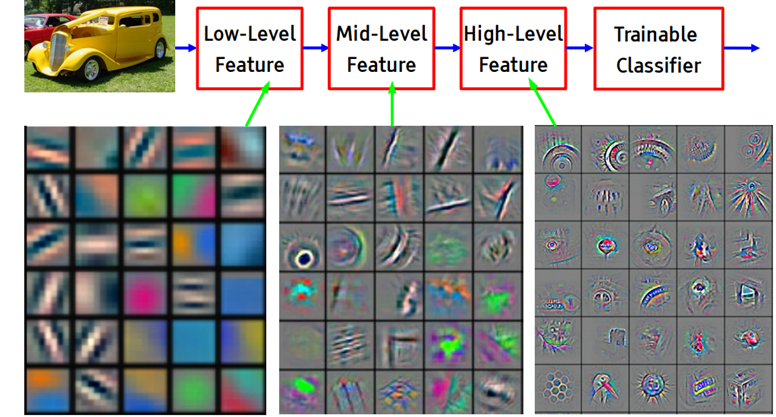 Low-Level
Feature
Mid-Level
Feature
High-Level
Feature
Trainable
Classifier